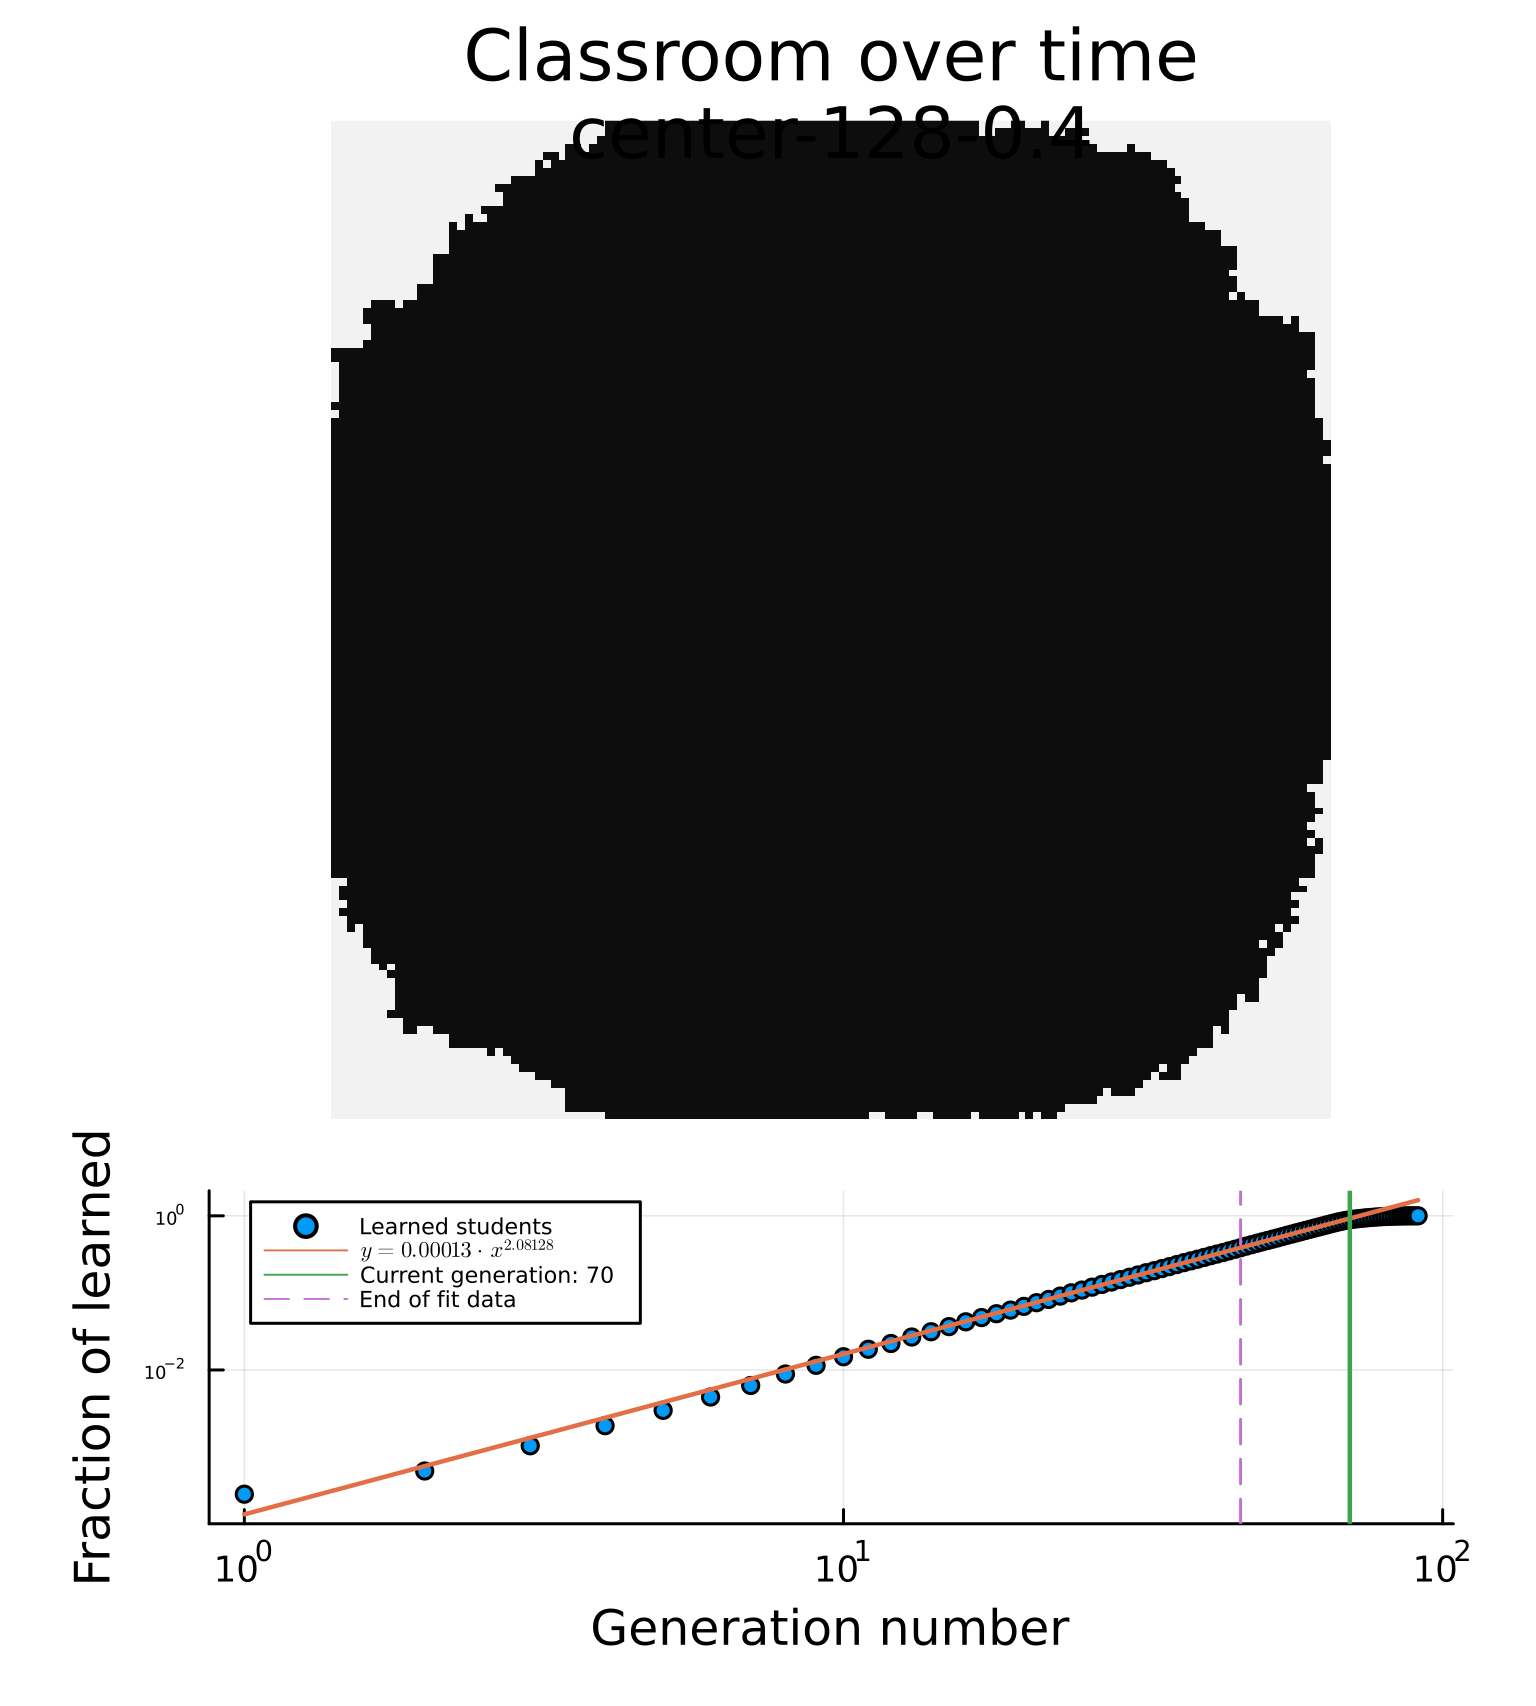 Classroom over time
center-128-0.4
Fraction of learned
10⁰
10⁻²
Learned students
y = 0.00013 · x^2.08128
Current generation: 70
End of fit data
10⁰ 10¹ 10²
Generation number